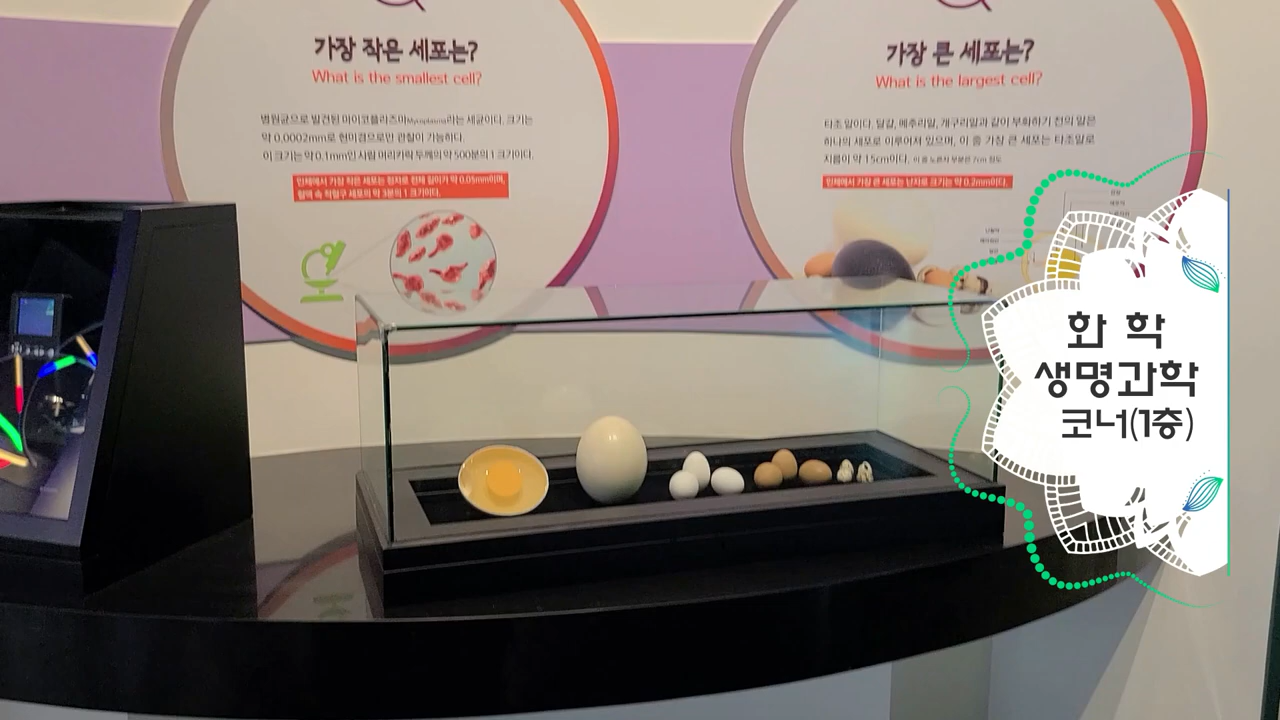 가장 작은 세포는?
What is the smallest cell?
병원균으로 발견된 마이코플라즈마Mycoplasma라는 세균이다. 크기는
약 0.0002mm로 현미경으로만 관찰이 가능하다.
이 크기는 약 0.1mm인 사람 머리카락 두께의 약 500분의 1 크기이다.
인체에서 가장 작은 세포는 정자로 전체 길이가 약 0.05mm이며,
혈액 속 적혈구 세포의 약 3분의 1 크기이다.
가장 큰 세포는?
What is the largest cell?
타조 알이다. 달걀, 메추리알, 개구리알과 같이 부화하기 전의 알은
하나의 세포로 이루어져 있으며, 이 중 가장 큰 세포는 타조알로
지름이 약 15cm이다. 이 중 노른자 부분은 7cm 정도
인체에서 가장 큰 세포는 난자로 크기는 약 0.2mm이다.
화 학
생명과학
코너(1층)